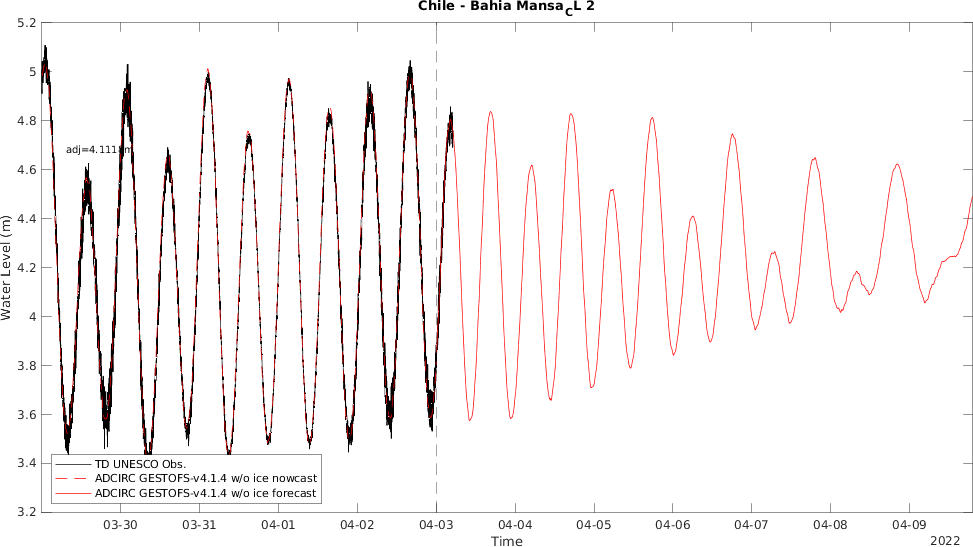 Chile - Bahia Mansa_CL 2
5.2
5
4.8
4.6
4.4
4.2
4
3.8
3.6
3.4
3.2
Water Level (m)
TD UNESCO Obs.
ADCIRC GESTOFS-v4.1.4 w/o ice nowcast
ADCIRC GESTOFS-v4.1.4 w/o ice forecast
03-30 03-31 04-01 04-02 04-03 04-04 04-05 04-06 04-07 04-08 04-09
Time
2022